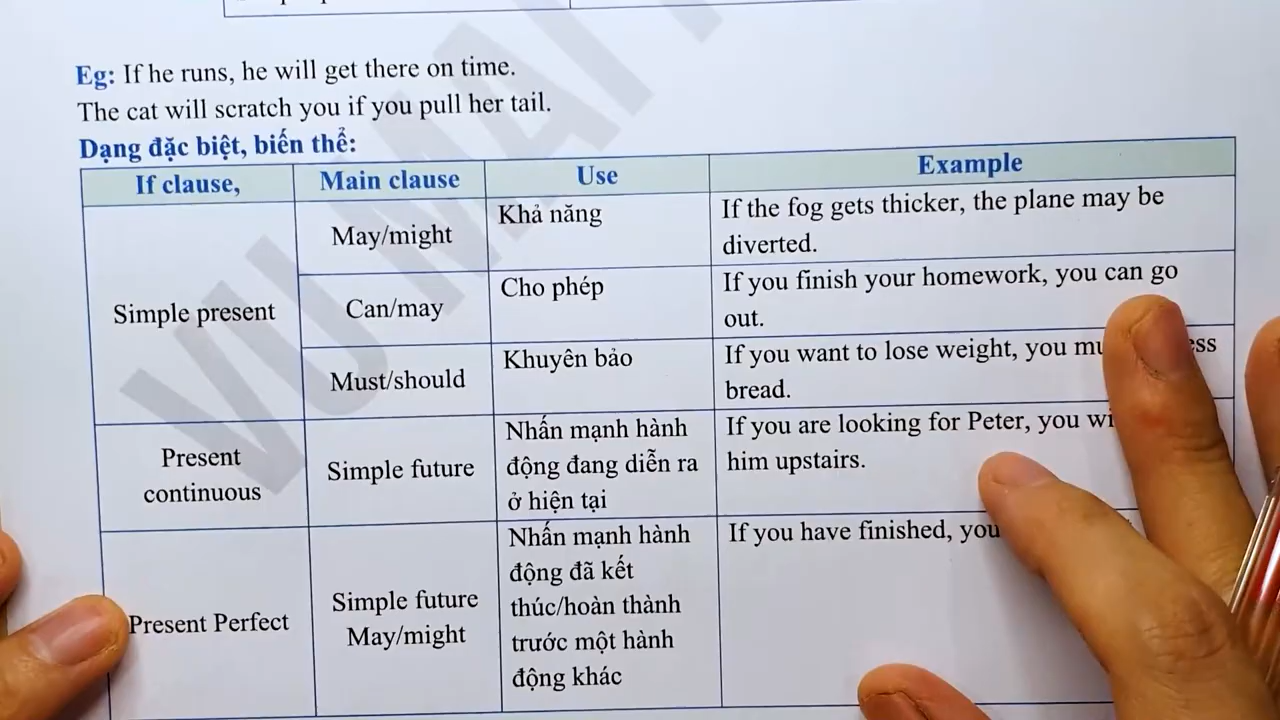 Eg: If he runs, he will get there on time.
The cat will scratch you if you pull her tail.
Dạng đặc biệt, biến thể:
If clause, Main clause Use Example
Simple present
May/might
Khả năng
If the fog gets thicker, the plane may be
diverted.
Can/may
Cho phép
If you finish your homework, you can go
out.
Must/should
Khuyên bảo
If you want to lose weight, you
bread.
Present
continuous
Simple future
Nhấn mạnh hành
động đang diễn ra
ở hiện tại
If you are looking for Peter, you
him upstairs.
Present Perfect
Simple future
May/might
Nhấn mạnh hành
động đã kết
thúc/hoàn thành
trước một hành
động khác
If you have finished, you
VU MAI